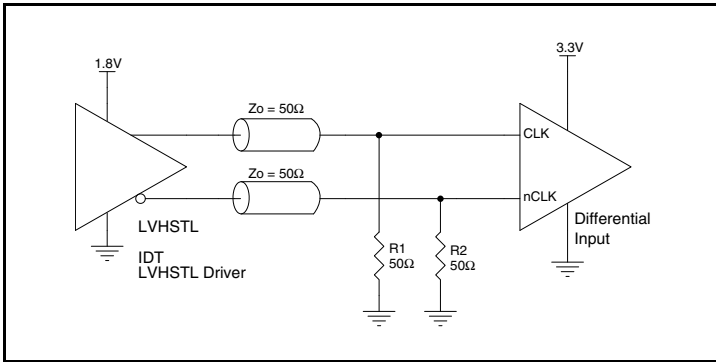 3.3V
1.8V
Zo = 50Ω
CLK
Zo = 50Ω
nCLK
LVHSTL
Differential
Input
IDT
LVHSTL Driver
R1
50Ω
R2
50Ω